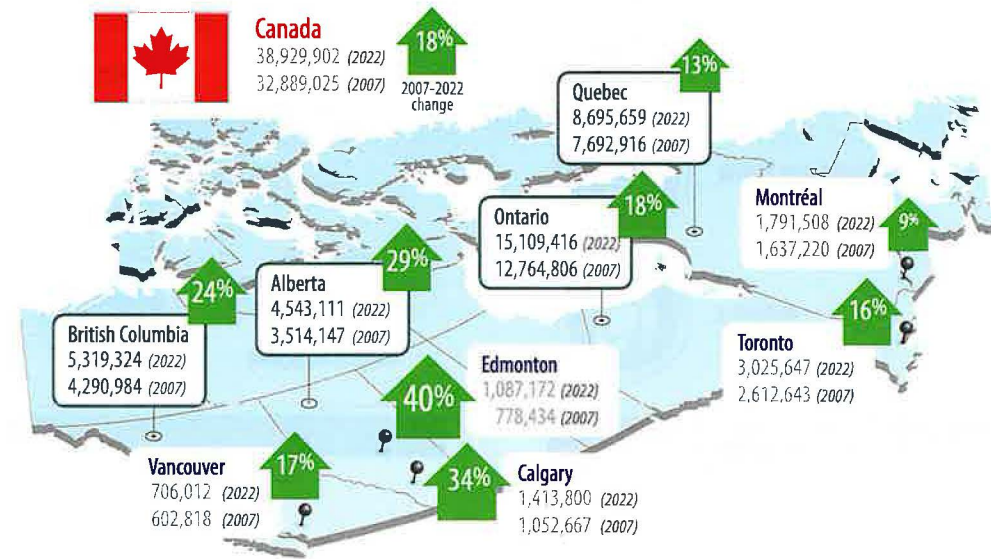 Canada
38,929,902 (2022)
32,889,025 (2007)
18%
2007-2022
change
Quebec
8,695,659 (2022)
7,692,916 (2007)
13%
Ontario
15,109,416 (2022)
12,764,806 (2007)
18%
Montréal
1,791,508 (2022)
1,637,220 (2007)
9%
Alberta
4,543,111 (2022)
3,514,147 (2007)
29%
British Columbia
5,319,324 (2022)
4,290,984 (2007)
24%
Toronto
3,025,647 (2022)
2,612,643 (2007)
16%
Edmonton
1,087,172 (2022)
778,434 (2007)
40%
Vancouver
706,012 (2022)
602,818 (2007)
17%
Calgary
1,413,800 (2022)
1,052,667 (2007)
34%